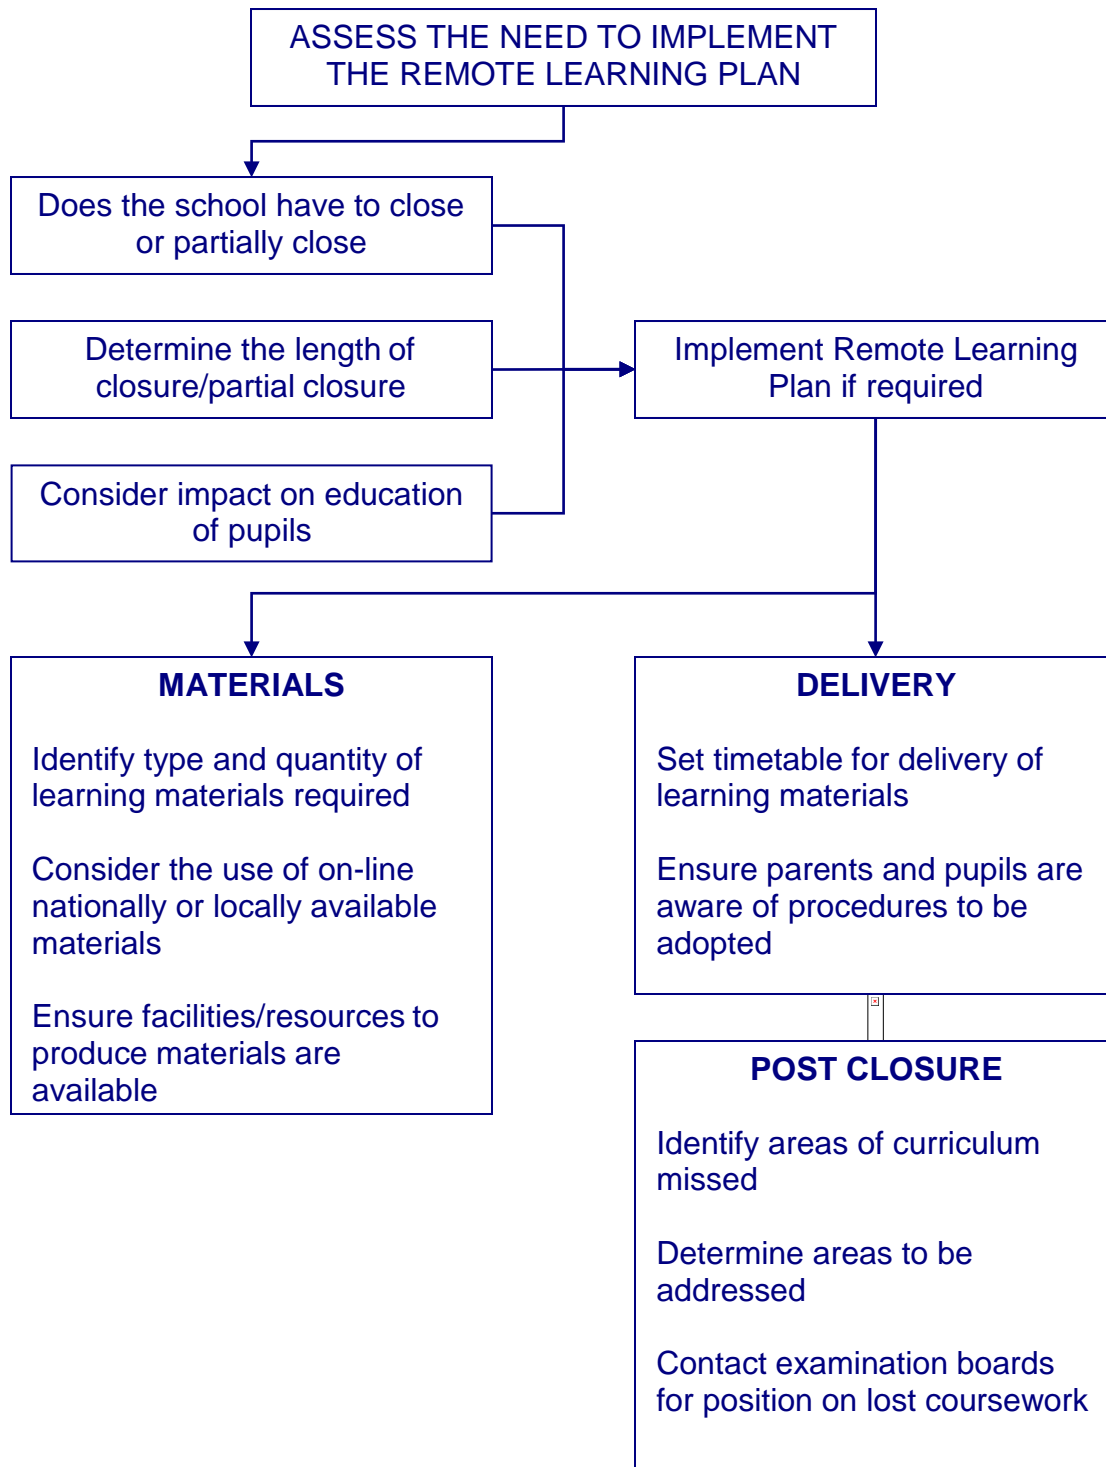 ASSESS THE NEED TO IMPLEMENT
THE REMOTE LEARNING PLAN
Does the school have to close
or partially close
Determine the length of
closure/partial closure
Implement Remote Learning
Plan if required
Consider impact on education
of pupils
MATERIALS
Identify type and quantity of
learning materials required
Consider the use of on-line
nationally or locally available
materials
Ensure facilities/resources to
produce materials are
available
DELIVERY
Set timetable for delivery of
learning materials
Ensure parents and pupils are
aware of procedures to be
adopted
POST CLOSURE
Identify areas of curriculum
missed
Determine areas to be
addressed
Contact examination boards
for position on lost coursework